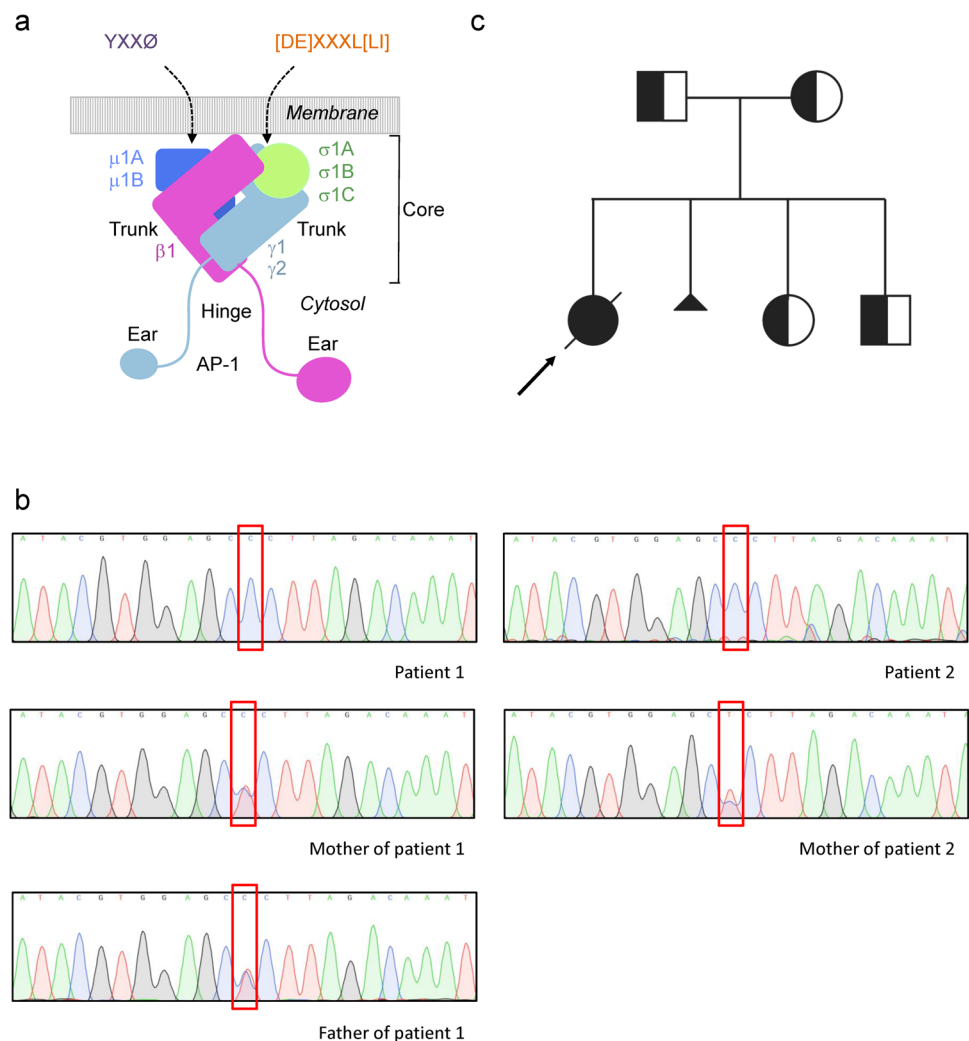 a
YXXØ
[DE]XXXL[LI]
Membrane
μ1A
μ1B
σ1A
σ1B
σ1C
Core
Trunk
Trunk
β1
γ1
γ2
Cytosol
Hinge
Ear
Ear
AP-1
c
b
A T A C G T G G A G C C C T T A G A C A A A T
Patient 1
A T A C G T G G A G C C C T T A G A C A A A T
Patient 2
A T A C G T G G A G C C C T T A G A C A A A T
Mother of patient 1
A T A C G T G G A G C T C T T A G A C A A A T A
Mother of patient 2
C A T A C G T G G A G C C C T T A G A C A A A T
Father of patient 1